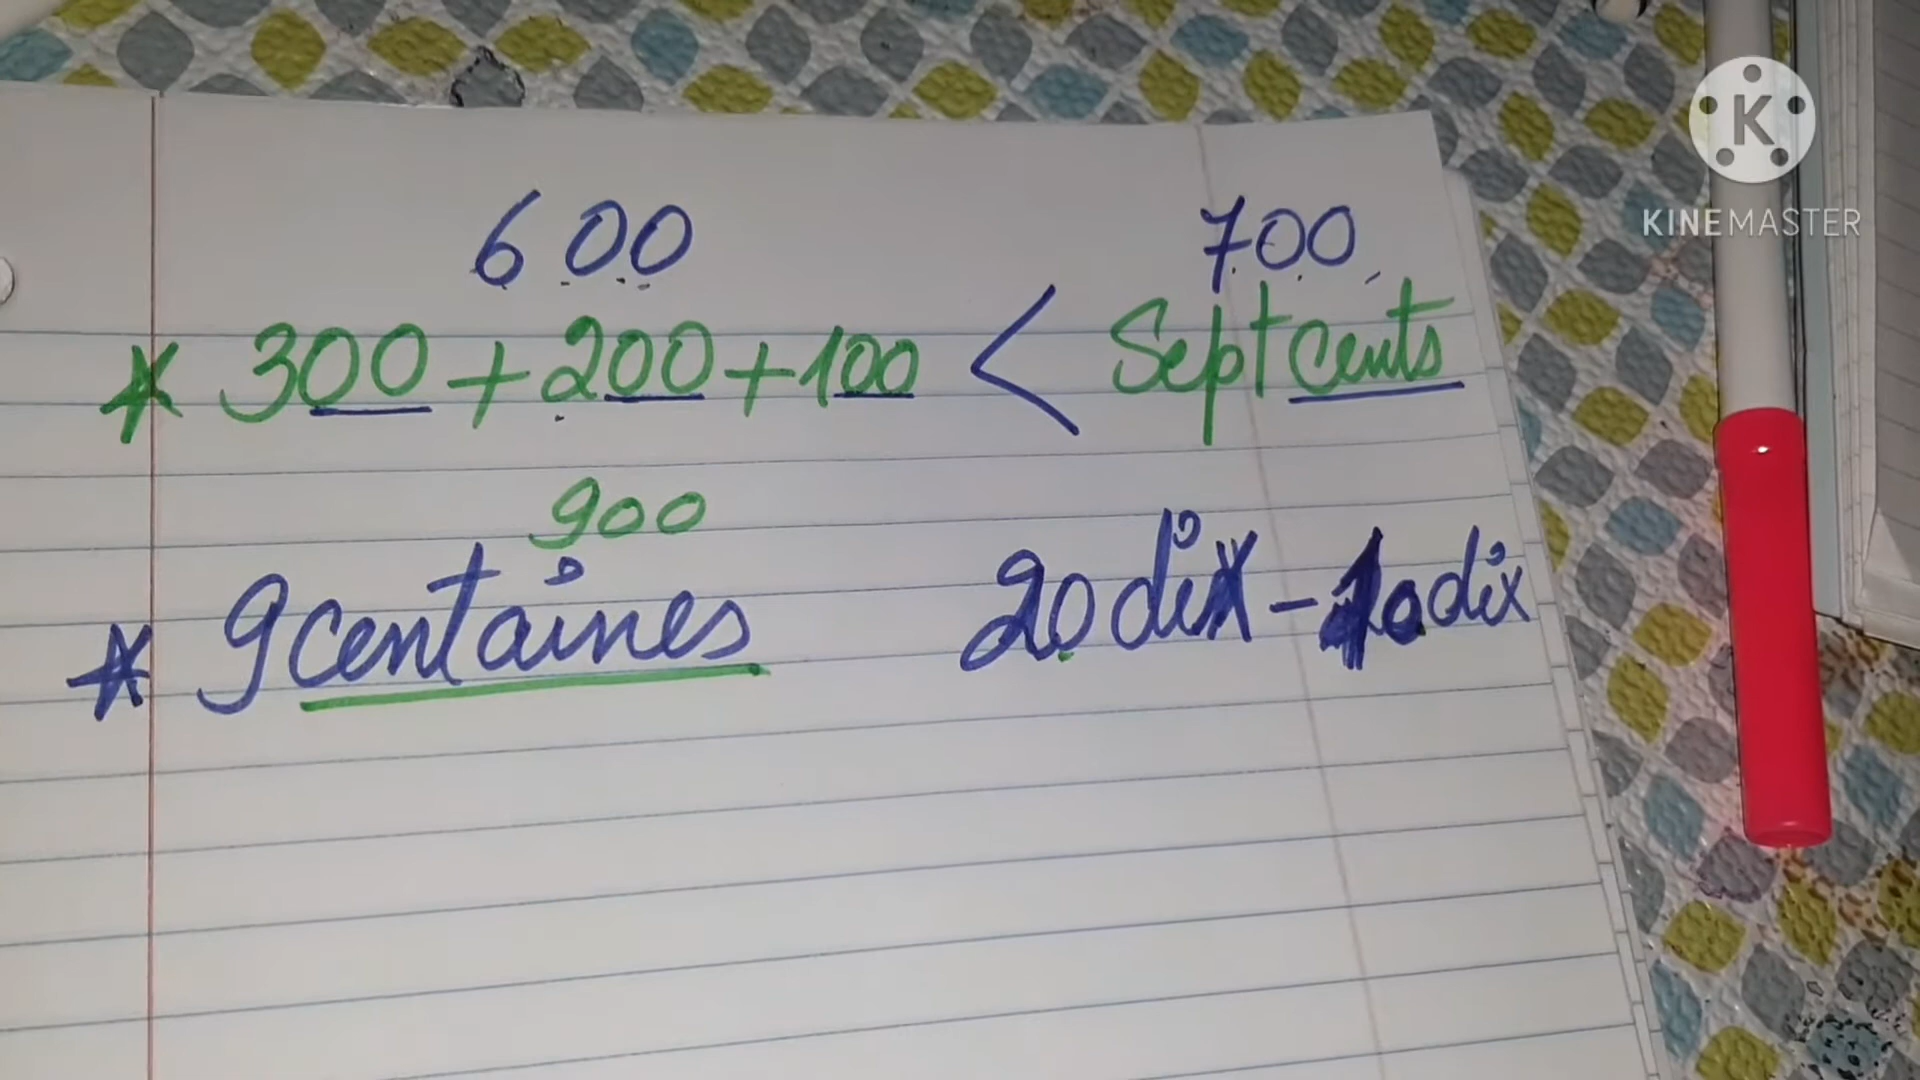 600 700
300 + 200 + 100 < Sept cents
900
9 centaines 20 dix - 10 dix
K
KINEMASTER